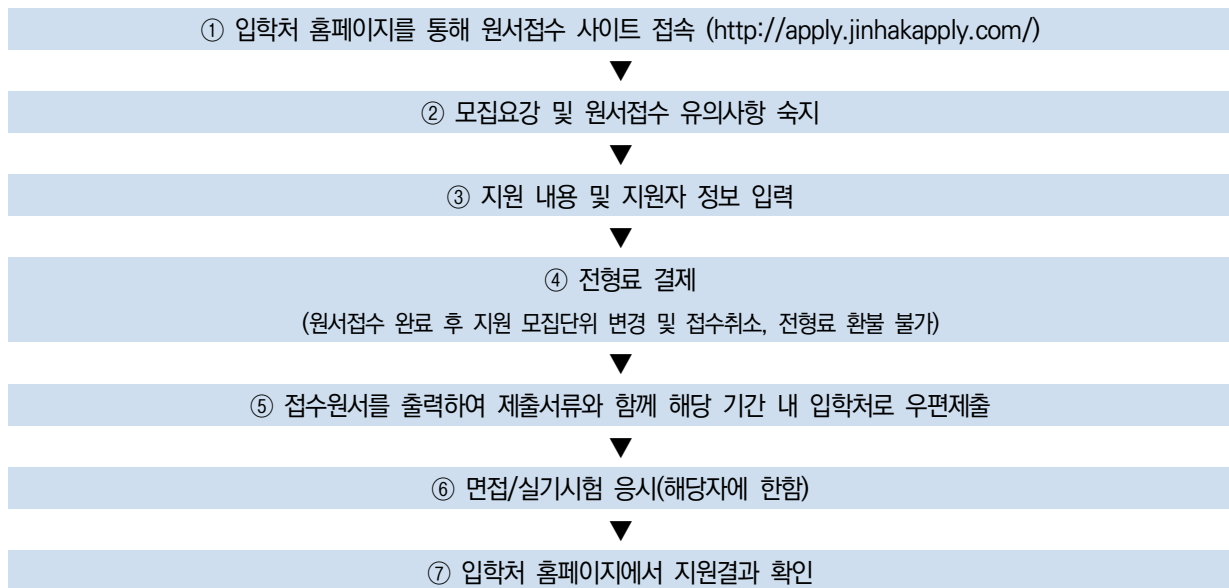 ① 입학처 홈페이지를 통해 원서접수 사이트 접속 (http://apply.jinhakapply.com/)
▼
② 모집요강 및 원서접수 유의사항 숙지
▼
③ 지원 내용 및 지원자 정보 입력
▼
④ 전형료 결제
(원서접수 완료 후 지원 모집단위 변경 및 접수취소, 전형료 환불 불가)
▼
⑤ 접수원서를 출력하여 제출서류와 함께 해당 기간 내 입학처로 우편제출
▼
⑥ 면접/실기시험 응시(해당자에 한함)
▼
⑦ 입학처 홈페이지에서 지원결과 확인